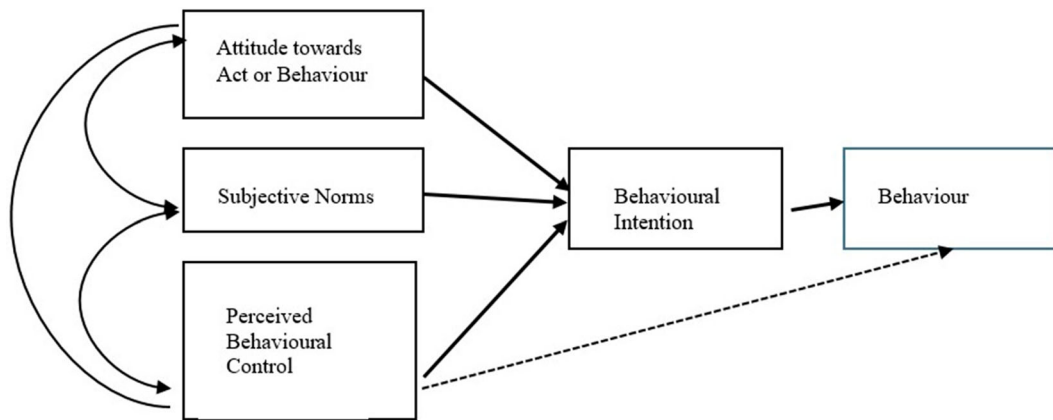 Attitude towards
Act or Behaviour
Subjective Norms
Perceived
Behavioural
Control
Behavioural
Intention
Behaviour